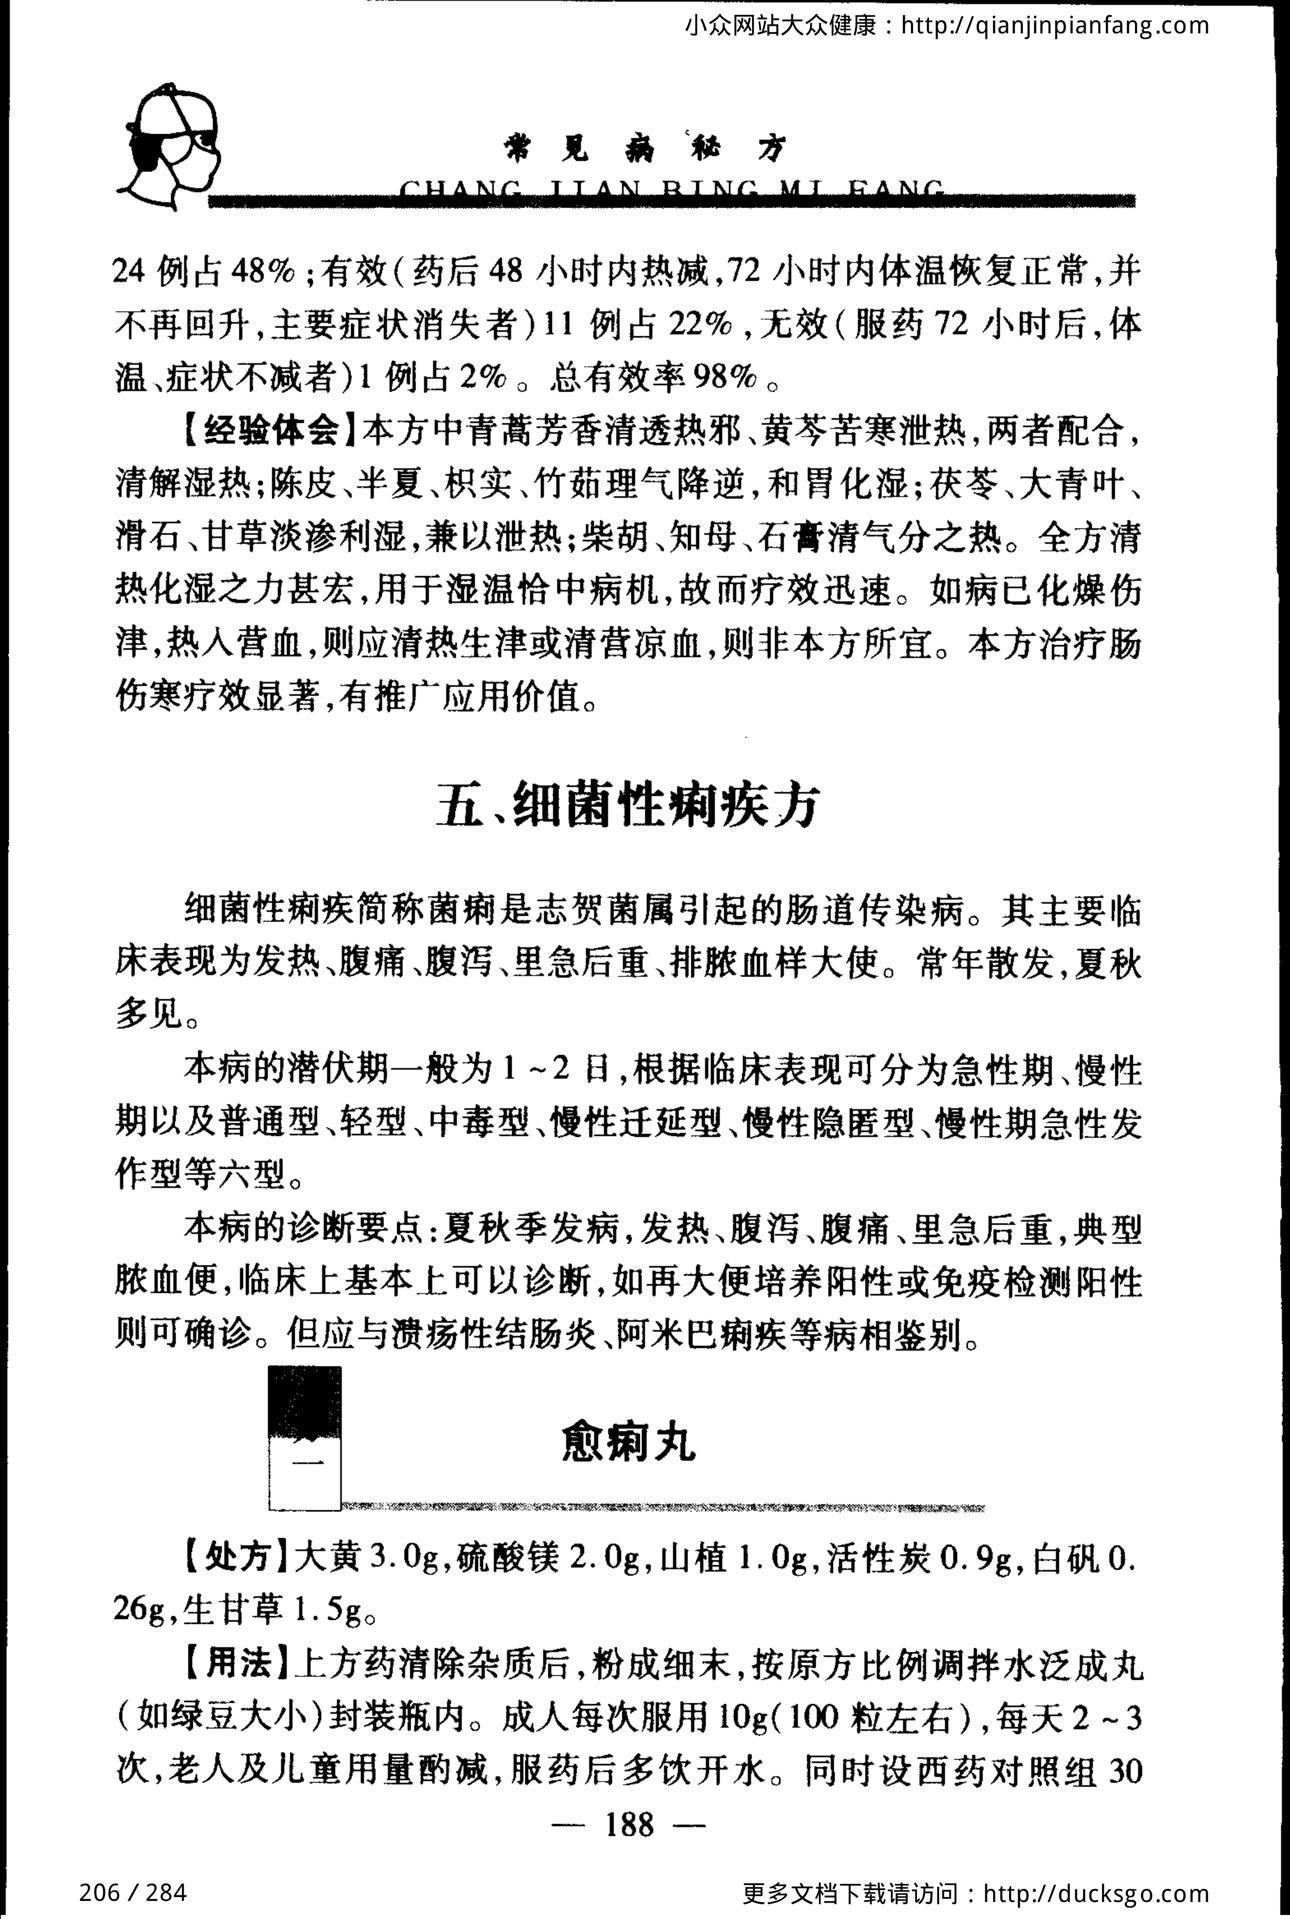 小众网站大众健康：http://qianjinpianfang.com
常见病秘方
CHANG JIAN BING MI FANG
24 例占 48%；有效（药后 48 小时内热减,72 小时内体温恢复正常,并
不再回升,主要症状消失者）11 例占 22%,无效（服药 72 小时后,体
温、症状不减者）1 例占 2%。总有效率 98%。
【经验体会】本方中青蒿芳香清透热邪、黄芩苦寒泄热,两者配合,
清解湿热;陈皮、半夏、枳实、竹茹理气降逆,和胃化湿;茯苓、大青叶、
滑石、甘草淡渗利湿,兼以泄热;柴胡、知母、石膏清气分之热。全方清
热化湿之力甚宏,用于湿温恰中病机,故而疗效迅速。如病已化燥伤
津,热人营血,则应清热生津或清营凉血,则非本方所宜。本方治疗肠
伤寒疗效显著,有推广应用价值。
五、细菌性痢疾方
细菌性痢疾简称菌痢是志贺菌属引起的肠道传染病。其主要临
床表现为发热、腹痛、腹泻、里急后重、排脓血样大使。常年散发,夏秋
多见。
本病的潜伏期一般为 1～2 日,根据临床表现可分为急性期、慢性
期以及普通型、轻型、中毒型、慢性迁延型、慢性隐匿型、慢性期急性发
作型等六型。
本病的诊断要点:夏秋季发病,发热、腹泻、腹痛、里急后重,典型
脓血便,临床上基本上可以诊断,如再大便培养阳性或免疫检测阳性
则可确诊。但应与溃疡性结肠炎、阿米巴痢疾等病相鉴别。
一
愈痢丸
【处方】大黄 3.0g,硫酸镁 2.0g,山植 1.0g,活性炭 0.9g,白矾 0.
26g,生甘草 1.5g。
【用法】上方药清除杂质后,粉成细末,按原方比例调拌水泛成丸
（如绿豆大小）封装瓶内。成人每次服用 10g(100 粒左右),每天 2～3
次,老人及儿童用量酌减,服药后多饮开水。同时设西药对照组 30
— 188 —
206 / 284
更多文档下载请访问：http://ducksgo.com